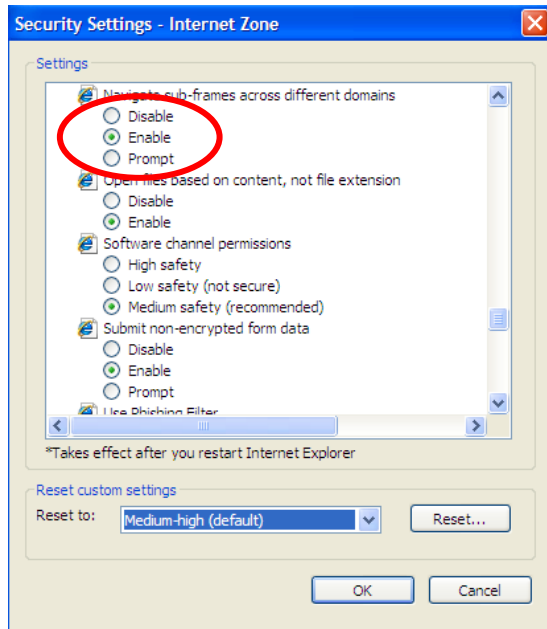 Security Settings - Internet Zone
Settings
Navigate sub-frames across different domains
Disable
Enable
Prompt
Open files based on content, not file extension
Disable
Enable
Software channel permissions
High safety
Low safety (not secure)
Medium safety (recommended)
Submit non-encrypted form data
Disable
Enable
Prompt
Use Phishing Filter
*Takes effect after you restart Internet Explorer
Reset custom settings
Reset to: Medium-high (default) Reset...
OK Cancel